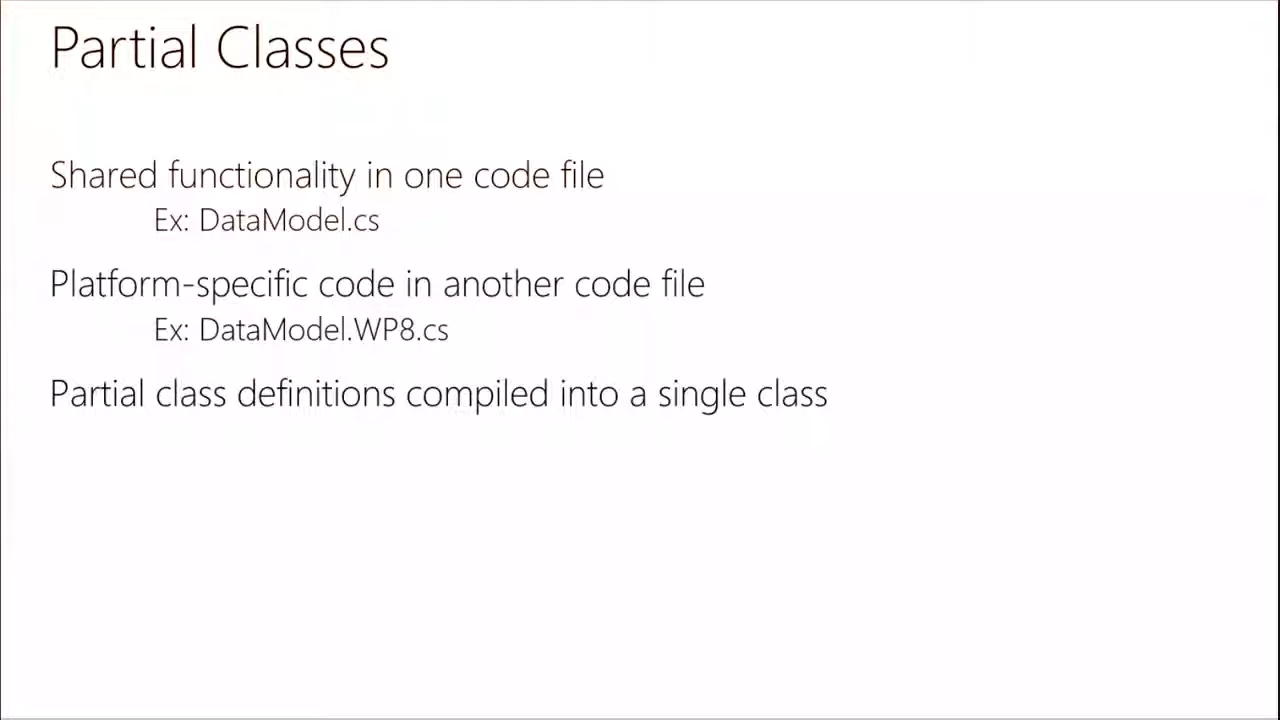 Partial Classes
Shared functionality in one code file
Ex: DataModel.cs
Platform-specific code in another code file
Ex: DataModel.WP8.cs
Partial class definitions compiled into a single class